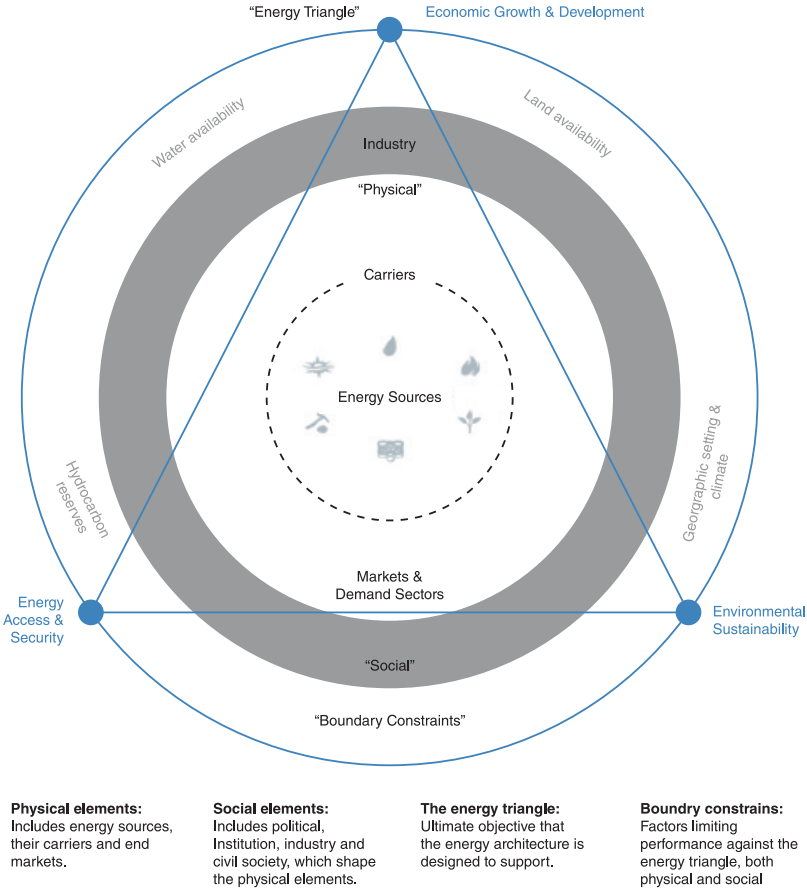 “Energy Triangle”
Economic Growth & Development
Water availability
Land availability
Industry
“Physical”
Carriers
Energy Sources
Hydrocarbon
reserves
Georgraphic setting &
climate
Markets &
Demand Sectors
Energy
Access &
Security
Environmental
Sustainability
“Social”
“Boundary Constraints”
Physical elements:
Includes energy sources,
their carriers and end
markets.
Social elements:
Includes political,
Institution, industry and
civil society, which shape
the physical elements.
The energy triangle:
Ultimate objective that
the energy architecture is
designed to support.
Boundry constrains:
Factors limiting
performance against the
energy triangle, both
physical and social